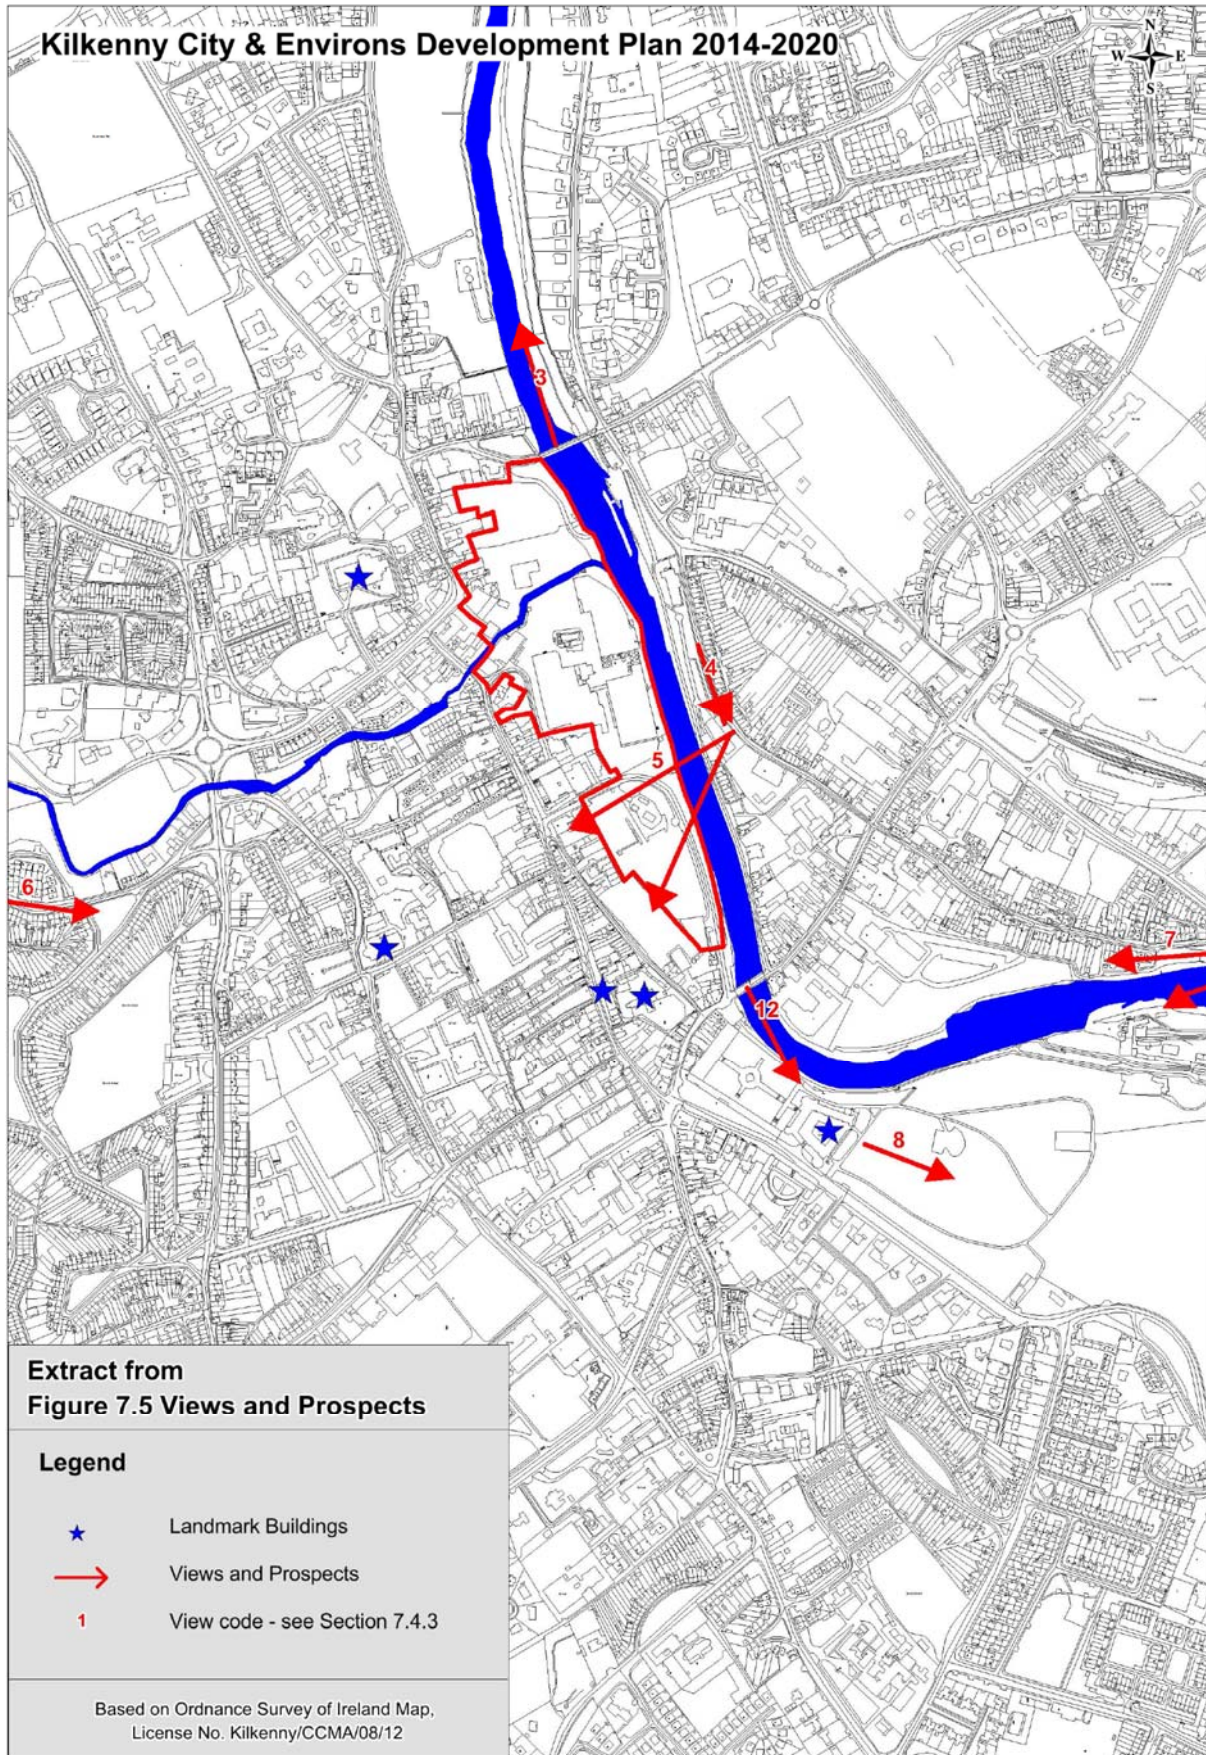 Kilkenny City & Environs Development Plan 2014-2020
N
W E
S
3
4
5
6
7
12
8
Extract from
Figure 7.5 Views and Prospects
Legend
Landmark Buildings
Views and Prospects
1 View code - see Section 7.4.3
Based on Ordnance Survey of Ireland Map,
License No. Kilkenny/CCMA/08/12